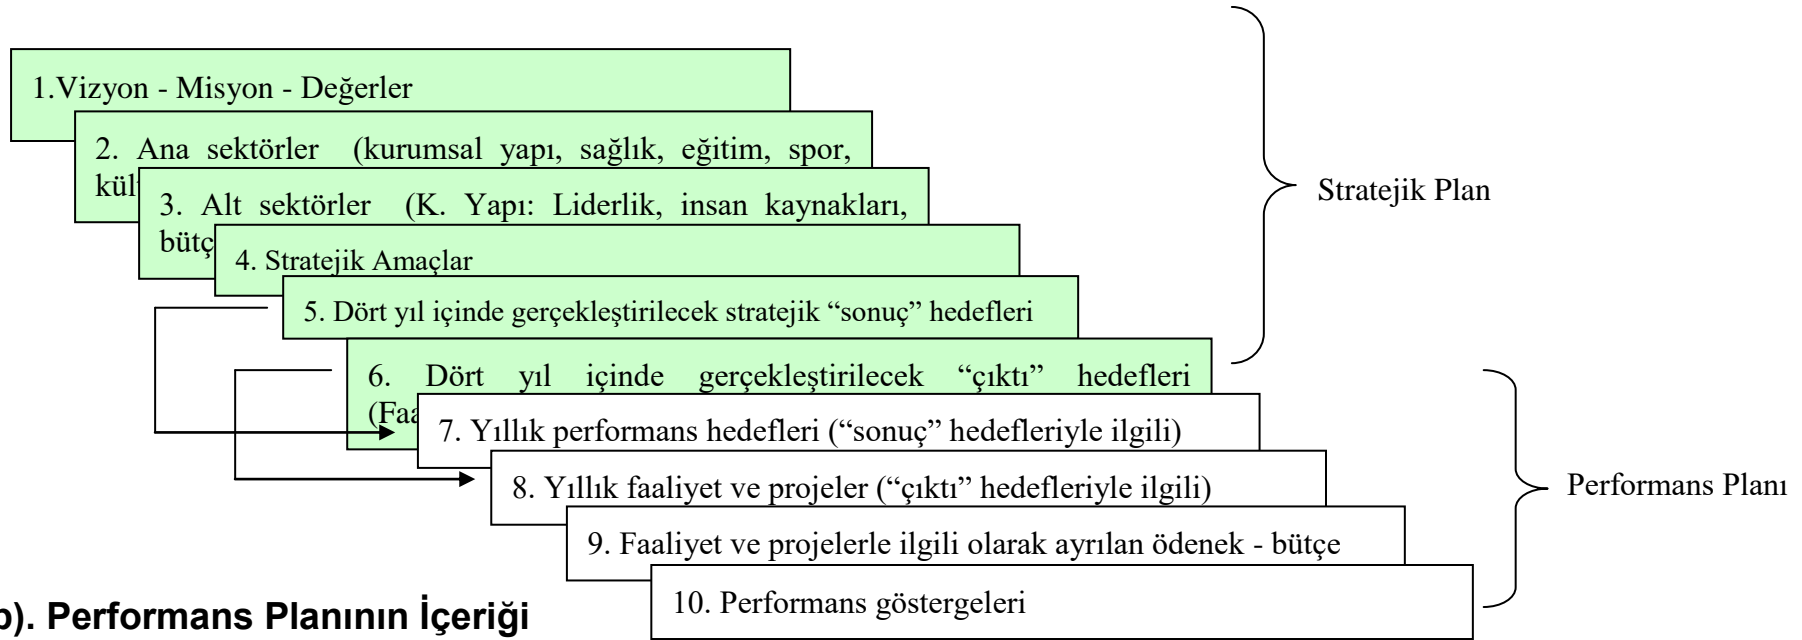 1.Vizyon - Misyon - Değerler
2. Ana sektörler (kurumsal yapı, sağlık, eğitim, spor,
3. Alt sektörler (K. Yapı: Liderlik, insan kaynakları,
4. Stratejik Amaçlar
5. Dört yıl içinde gerçekleştirilecek stratejik “sonuç” hedefleri
6. Dört yıl içinde gerçekleştirilecek “çıktı” hedefleri
7. Yıllık performans hedefleri (“sonuç” hedefleriyle ilgili)
8. Yıllık faaliyet ve projeler (“çıktı” hedefleriyle ilgili)
9. Faaliyet ve projelerle ilgili olarak ayrılan ödenek - bütçe
10. Performans göstergeleri
Stratejik Plan
Performans Planı
b). Performans Planının İçeriği